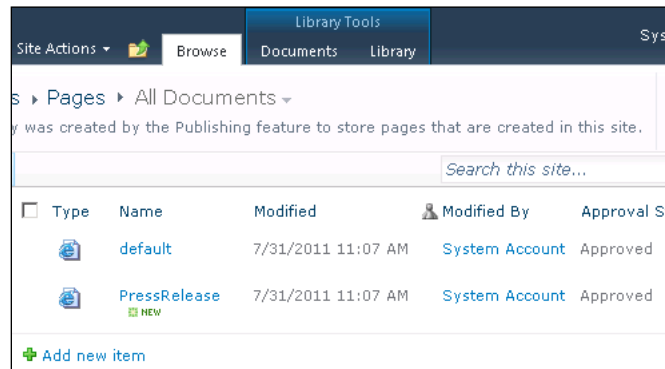 Library Tools
Site Actions Browse Documents Library Sys
s Pages All Documents
y was created by the Publishing feature to store pages that are created in this site.
Search this site...
Type Name Modified Modified By Approval S
default 7/31/2011 11:07 AM System Account Approved
PressRelease 7/31/2011 11:07 AM System Account Approved
NEW
Add new item